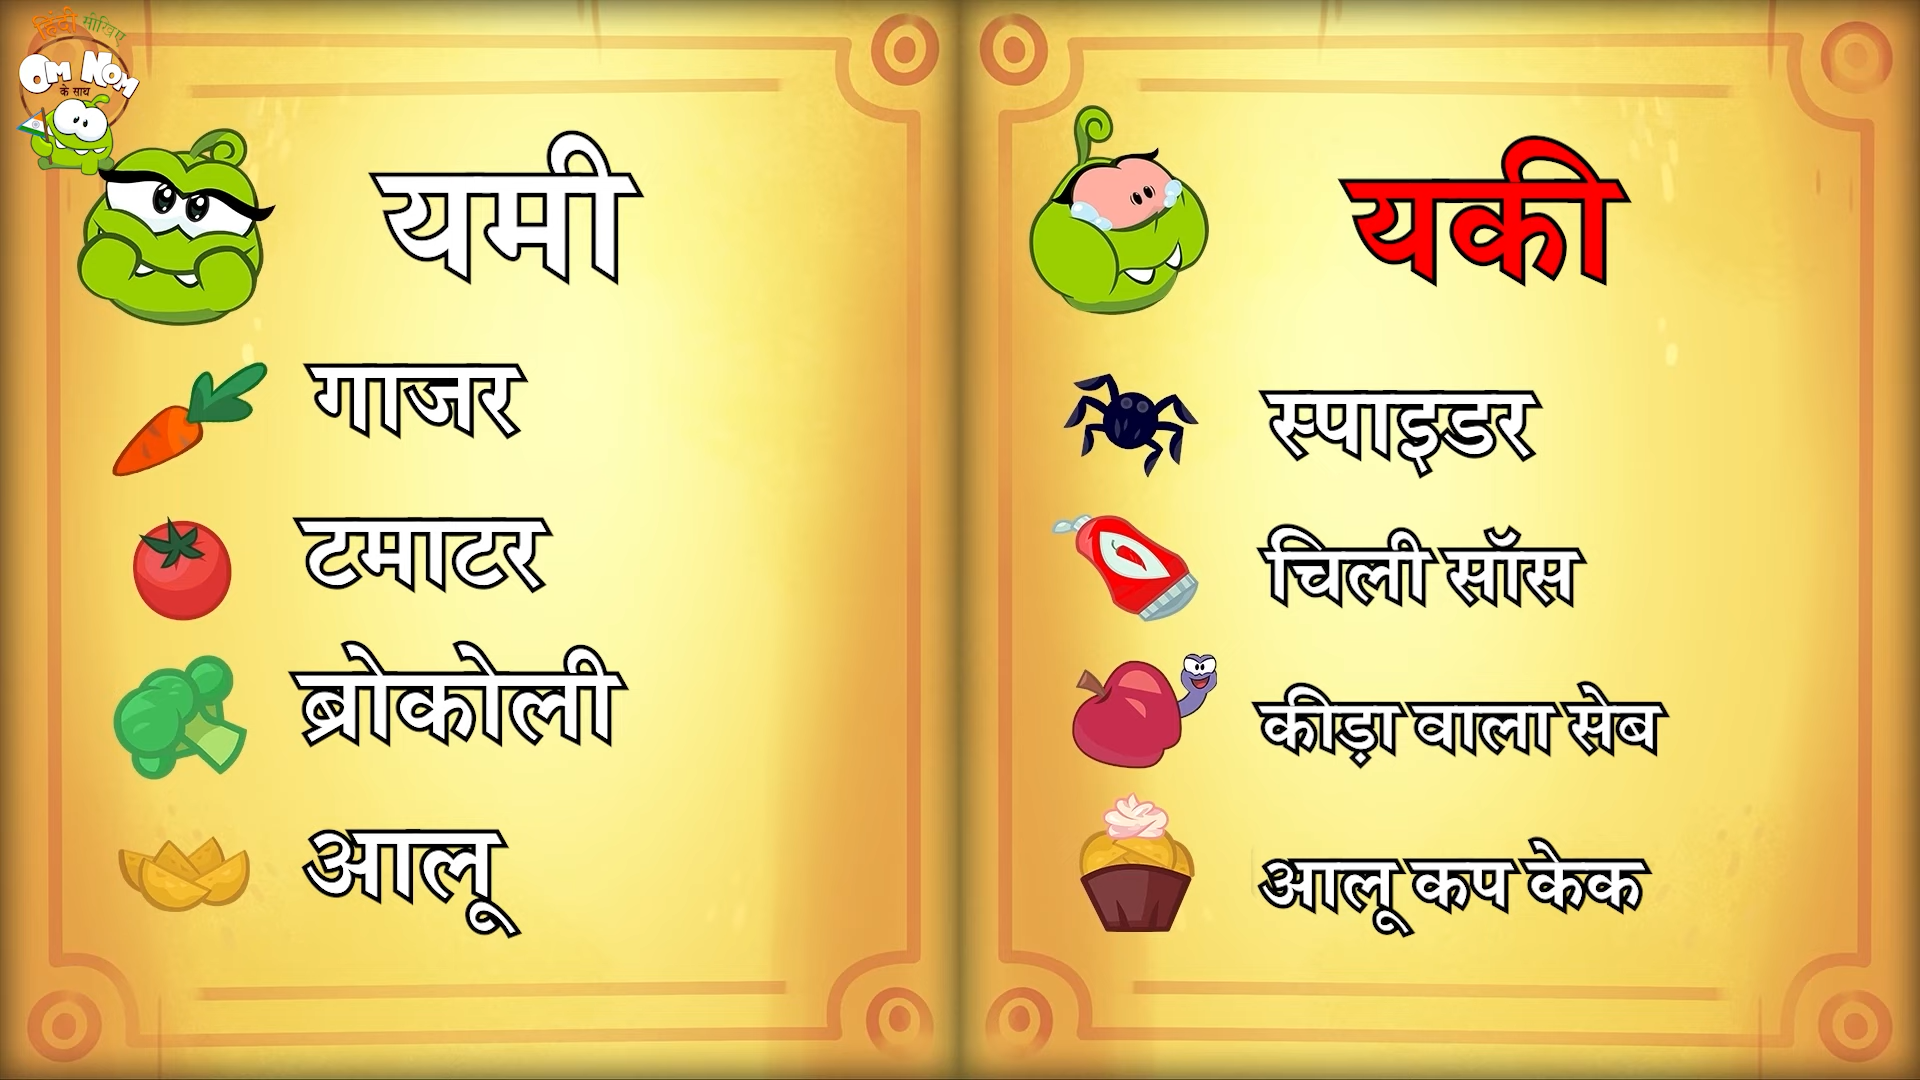 हिंदी सीखिए
OM NOM
के साथ
यमी
गाजर
टमाटर
ब्रोकोली
आलू
यकी
स्पाइडर
चिली सॉस
कीड़ा वाला सेब
आलू कप केक